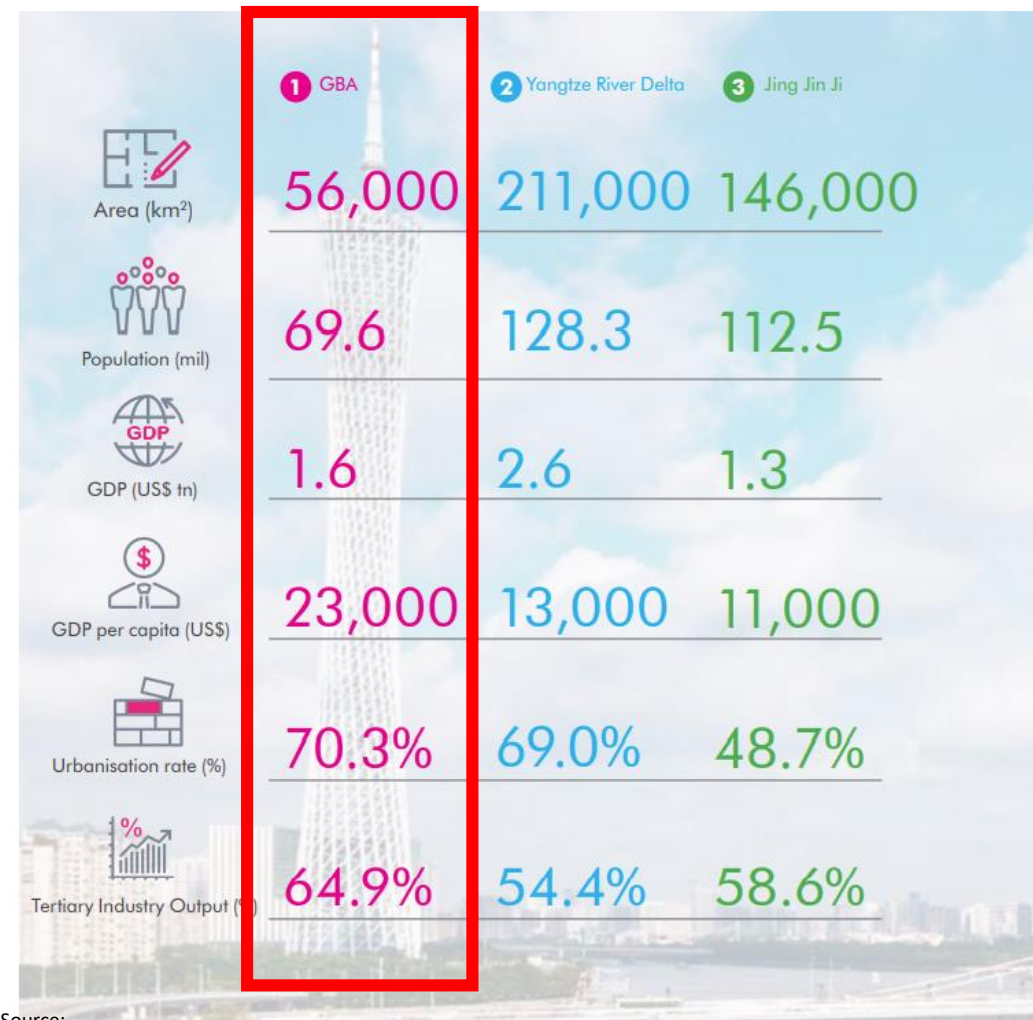 1 GBA 2 Yangtze River Delta 3 Jing Jin Ji
Area (km²) 56,000 211,000 146,000
Population (mil) 69.6 128.3 112.5
GDP
GDP (US$ tn) 1.6 2.6 1.3
$
GDP per capita (US$) 23,000 13,000 11,000
Urbanisation rate (%) 70.3% 69.0% 48.7%
%
Tertiary Industry Output (%) 64.9% 54.4% 58.6%
Source: